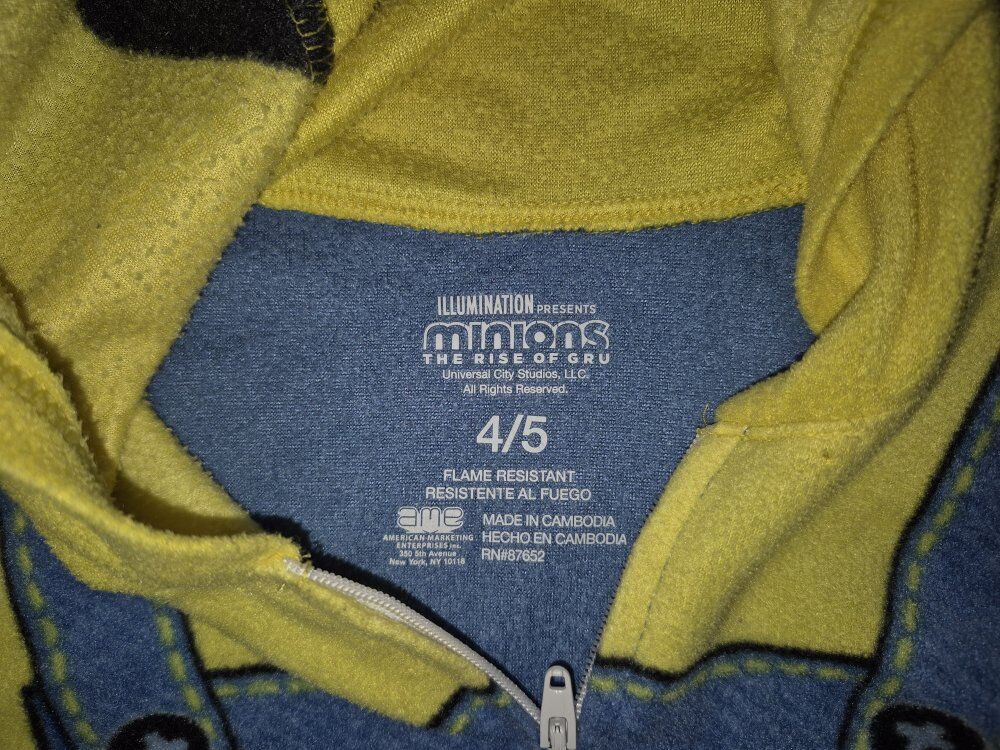 ILLUMINATION PRESENTS
minions
THE RISE OF GRU
Universal City Studios, LLC.
All Rights Reserved.
4/5
FLAME RESISTANT
RESISTENTE AL FUEGO
ame
AMERICAN MARKETING
ENTERPRISES Inc.
350 5th Avenue
New York, NY 10118
MADE IN CAMBODIA
HECHO EN CAMBODIA
RN#87652